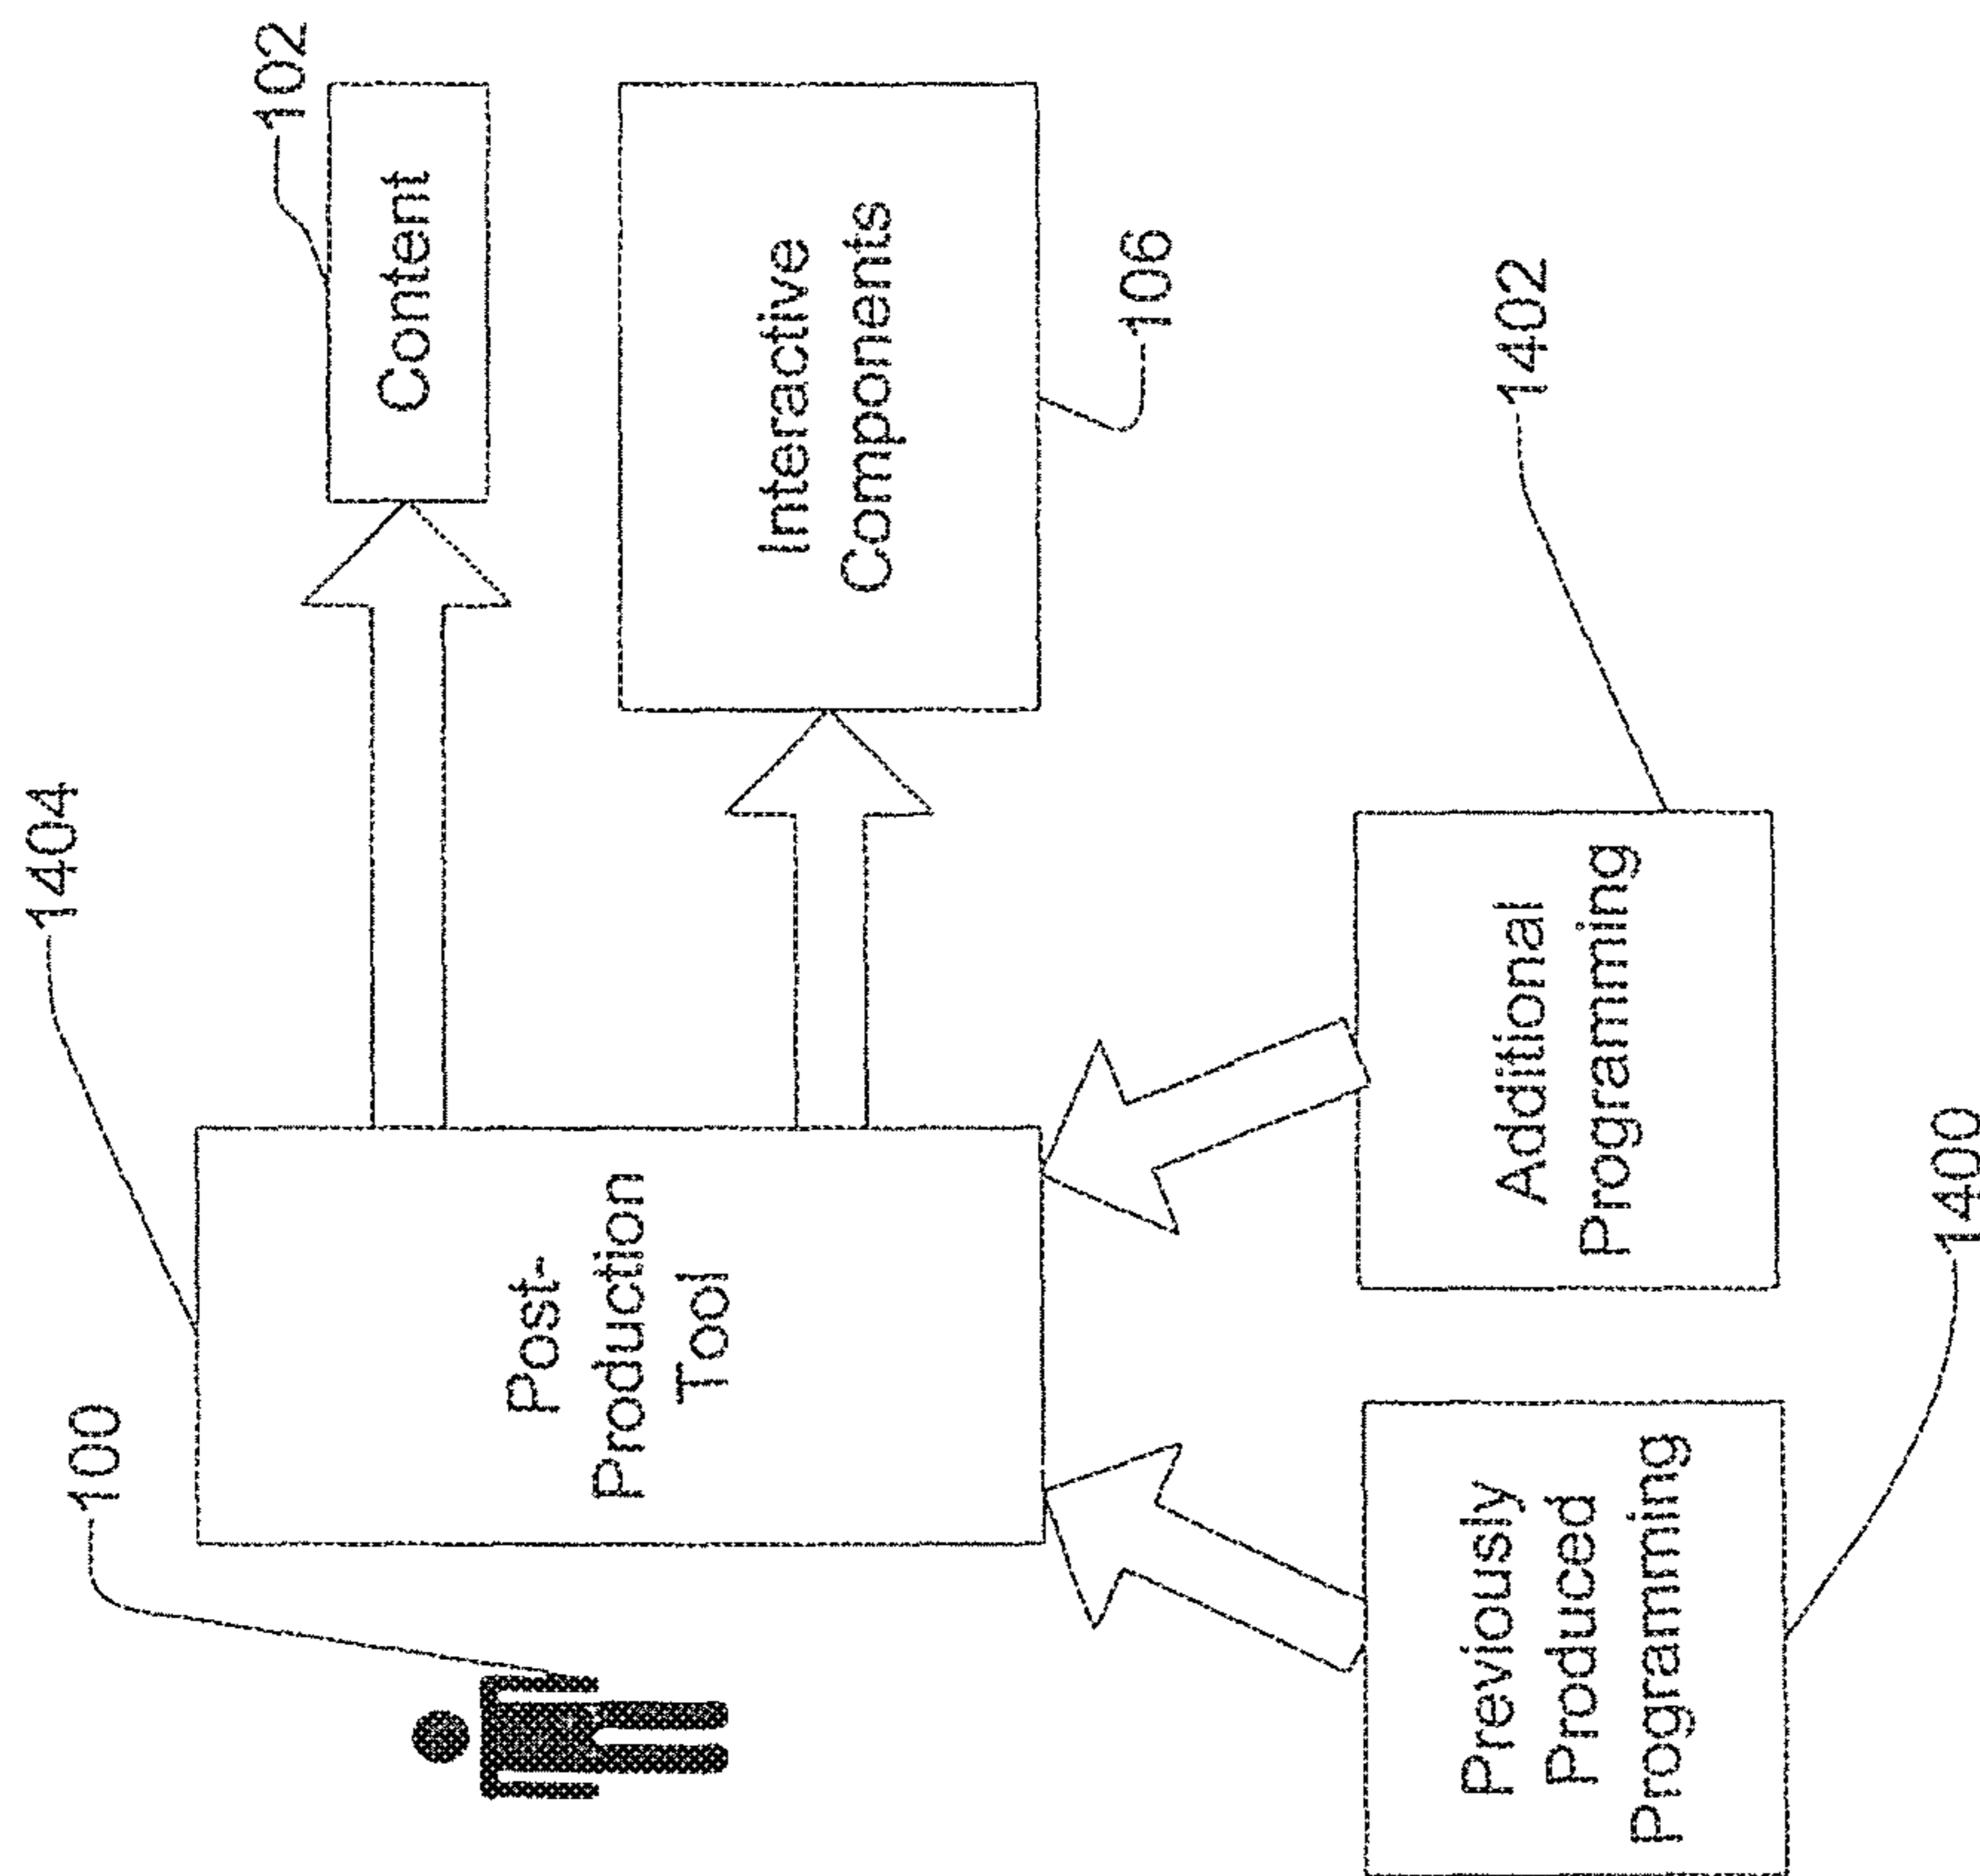 100
1404
102
Post-
Production
Tool
Content
Interactive
Components
106
Previously
Produced
Programming
1400
Additional
Programming
1402